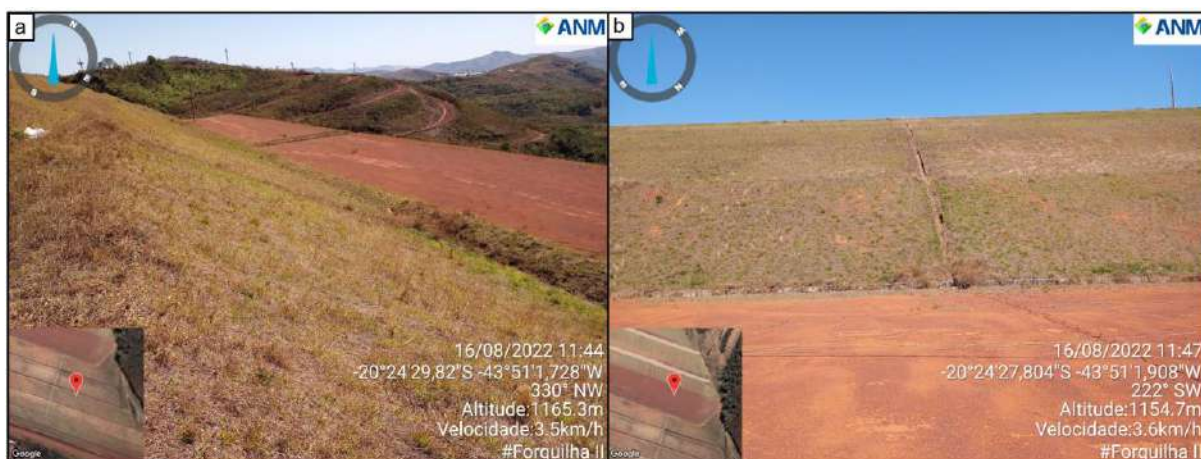 a
ANM
16/08/2022 11:44
-20°24'29,82"S -43°51'1,728"W
330° NW
Altitude:1165.3m
Velocidade:3.5km/h
#Forquilha II
Google
b
ANM
16/08/2022 11:47
-20°24'27,804"S -43°51'1,908"W
222° SW
Altitude:1154.7m
Velocidade:3.6km/h
#Forquilha II
Google